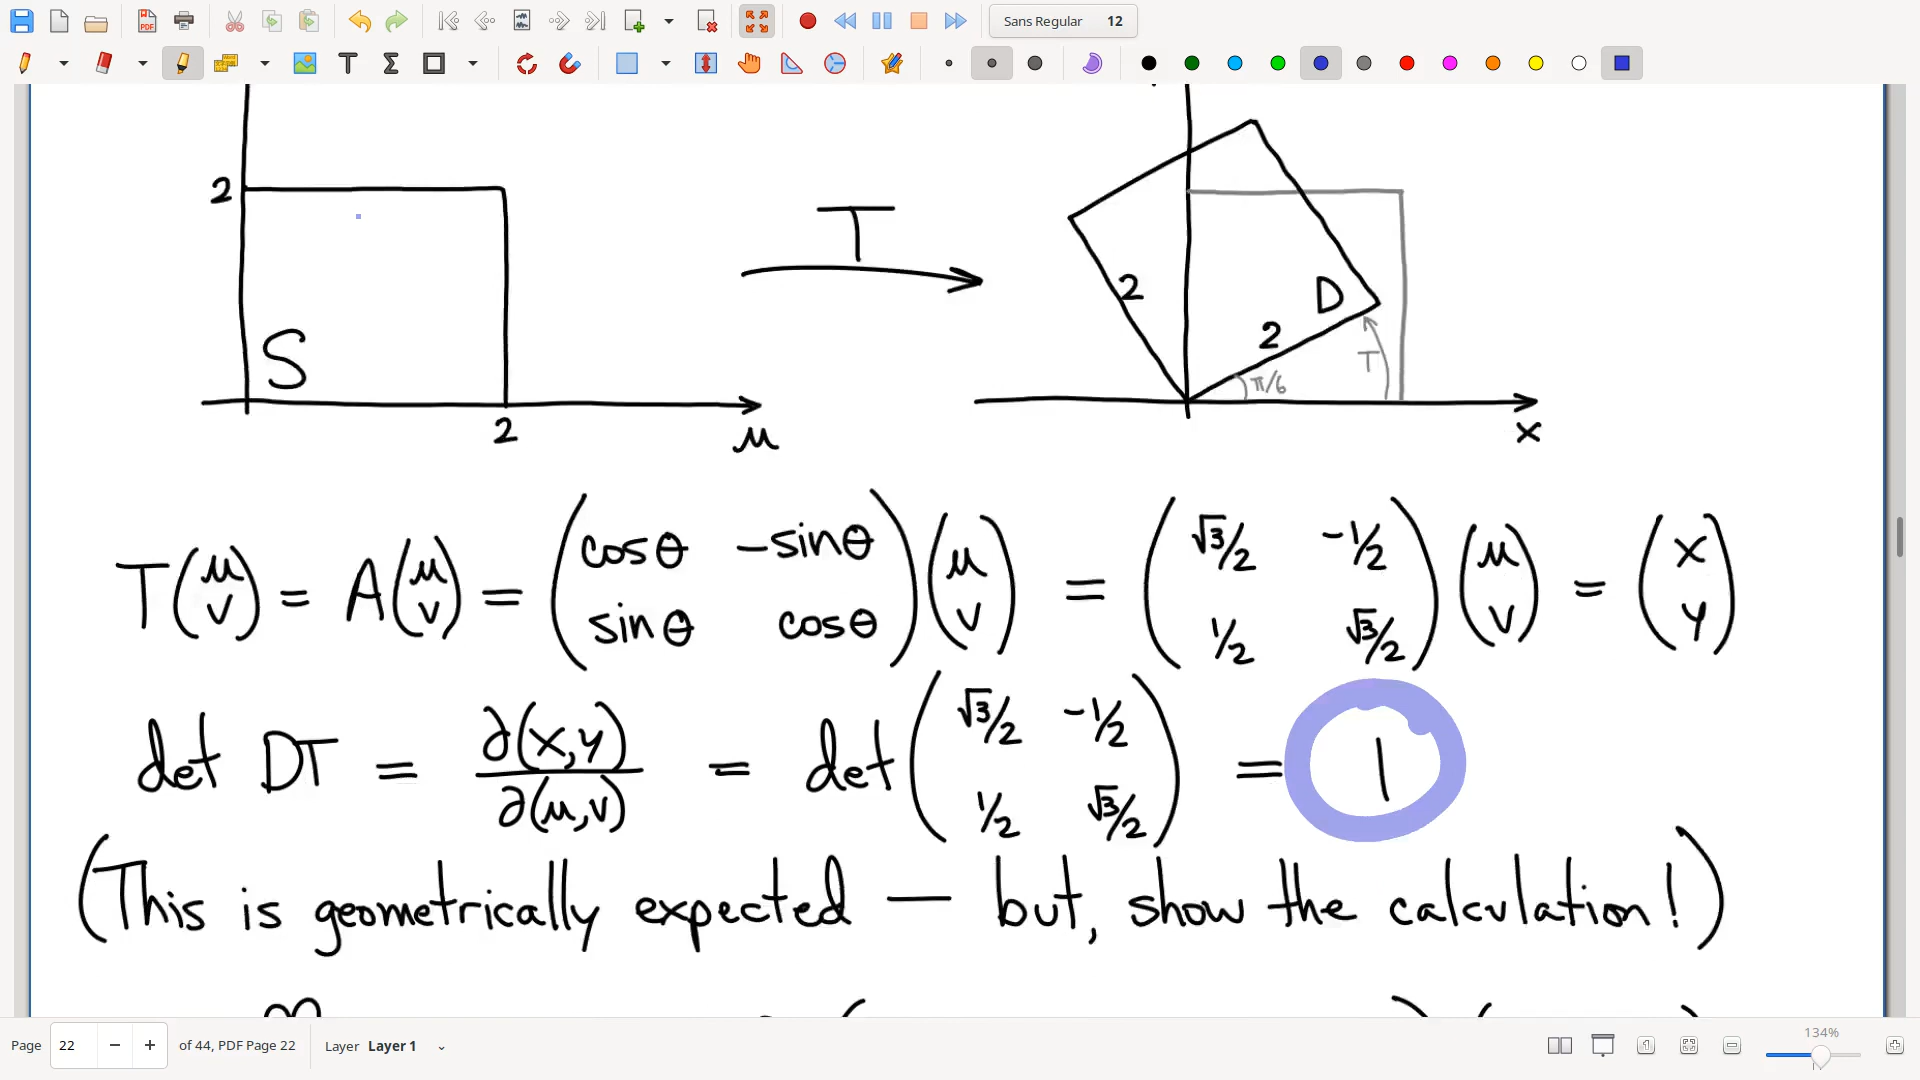 Sans Regular 12
2
S
2
μ
T
2
2
D
π/6
T
x
T(μ v) = A(μ v) = (cosθ -sinθ sinθ cosθ)(μ v) = (√3/2 -1/2 1/2 √3/2)(μ v) = (x y)
det DT = ∂(x,y)/∂(μ,v) = det(√3/2 -1/2 1/2 √3/2) = 1
(This is geometrically expected — but, show the calculation!)
Page 22 − + of 44, PDF Page 22 Layer Layer 1 134%